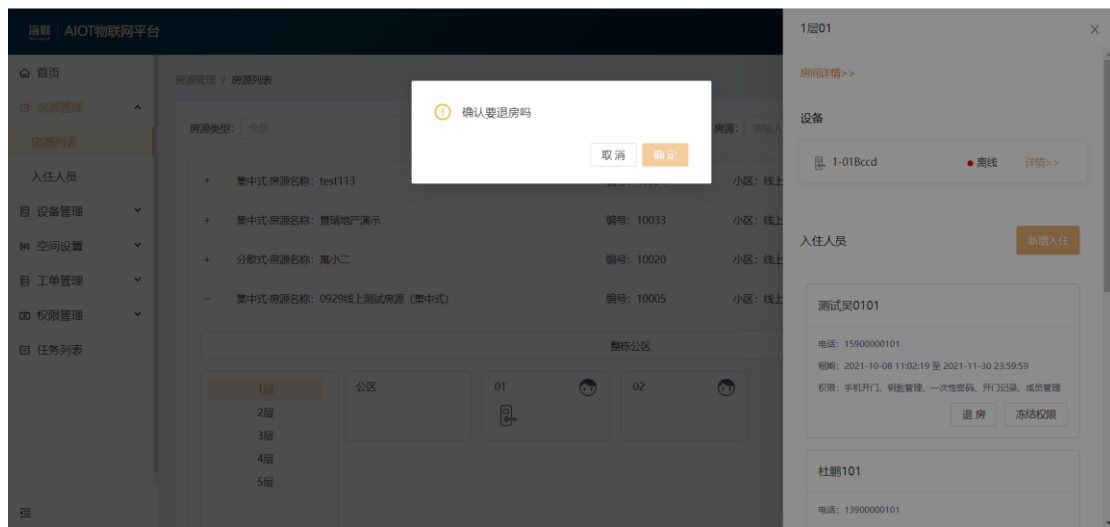 海联 AIOT物联网平台
首页
房源管理
房源列表
入住人员
设备管理
空间设置
工单管理
权限管理
任务列表
房源管理 / 房源列表
房源类型: 全部
房源: 请输入
确认要退房吗
取 消 确 定
+ 集中式·房源名称: test113 小区: 线上
+ 集中式·房源名称: 景瑞地产演示 编号: 10033 小区: 线上
+ 分散式·房源名称: 寓小二 编号: 10020 小区: 线上
− 集中式·房源名称: 0929线上测试房源 (集中式) 编号: 10005 小区: 线上
整栋公区
1层
2层
3层
4层
5层
公区
01
02
1层01
房间详情>>
设备
1-01Bccd 离线 详情>>
入住人员 新增入住
测试吴0101
电话: 15900000101
租期: 2021-10-08 11:02:19 至 2021-11-30 23:59:59
权限: 手机开门、钥匙管理、一次性密码、开门记录、成员管理
退 房 冻结权限
杜鹏101
电话: 13900000101